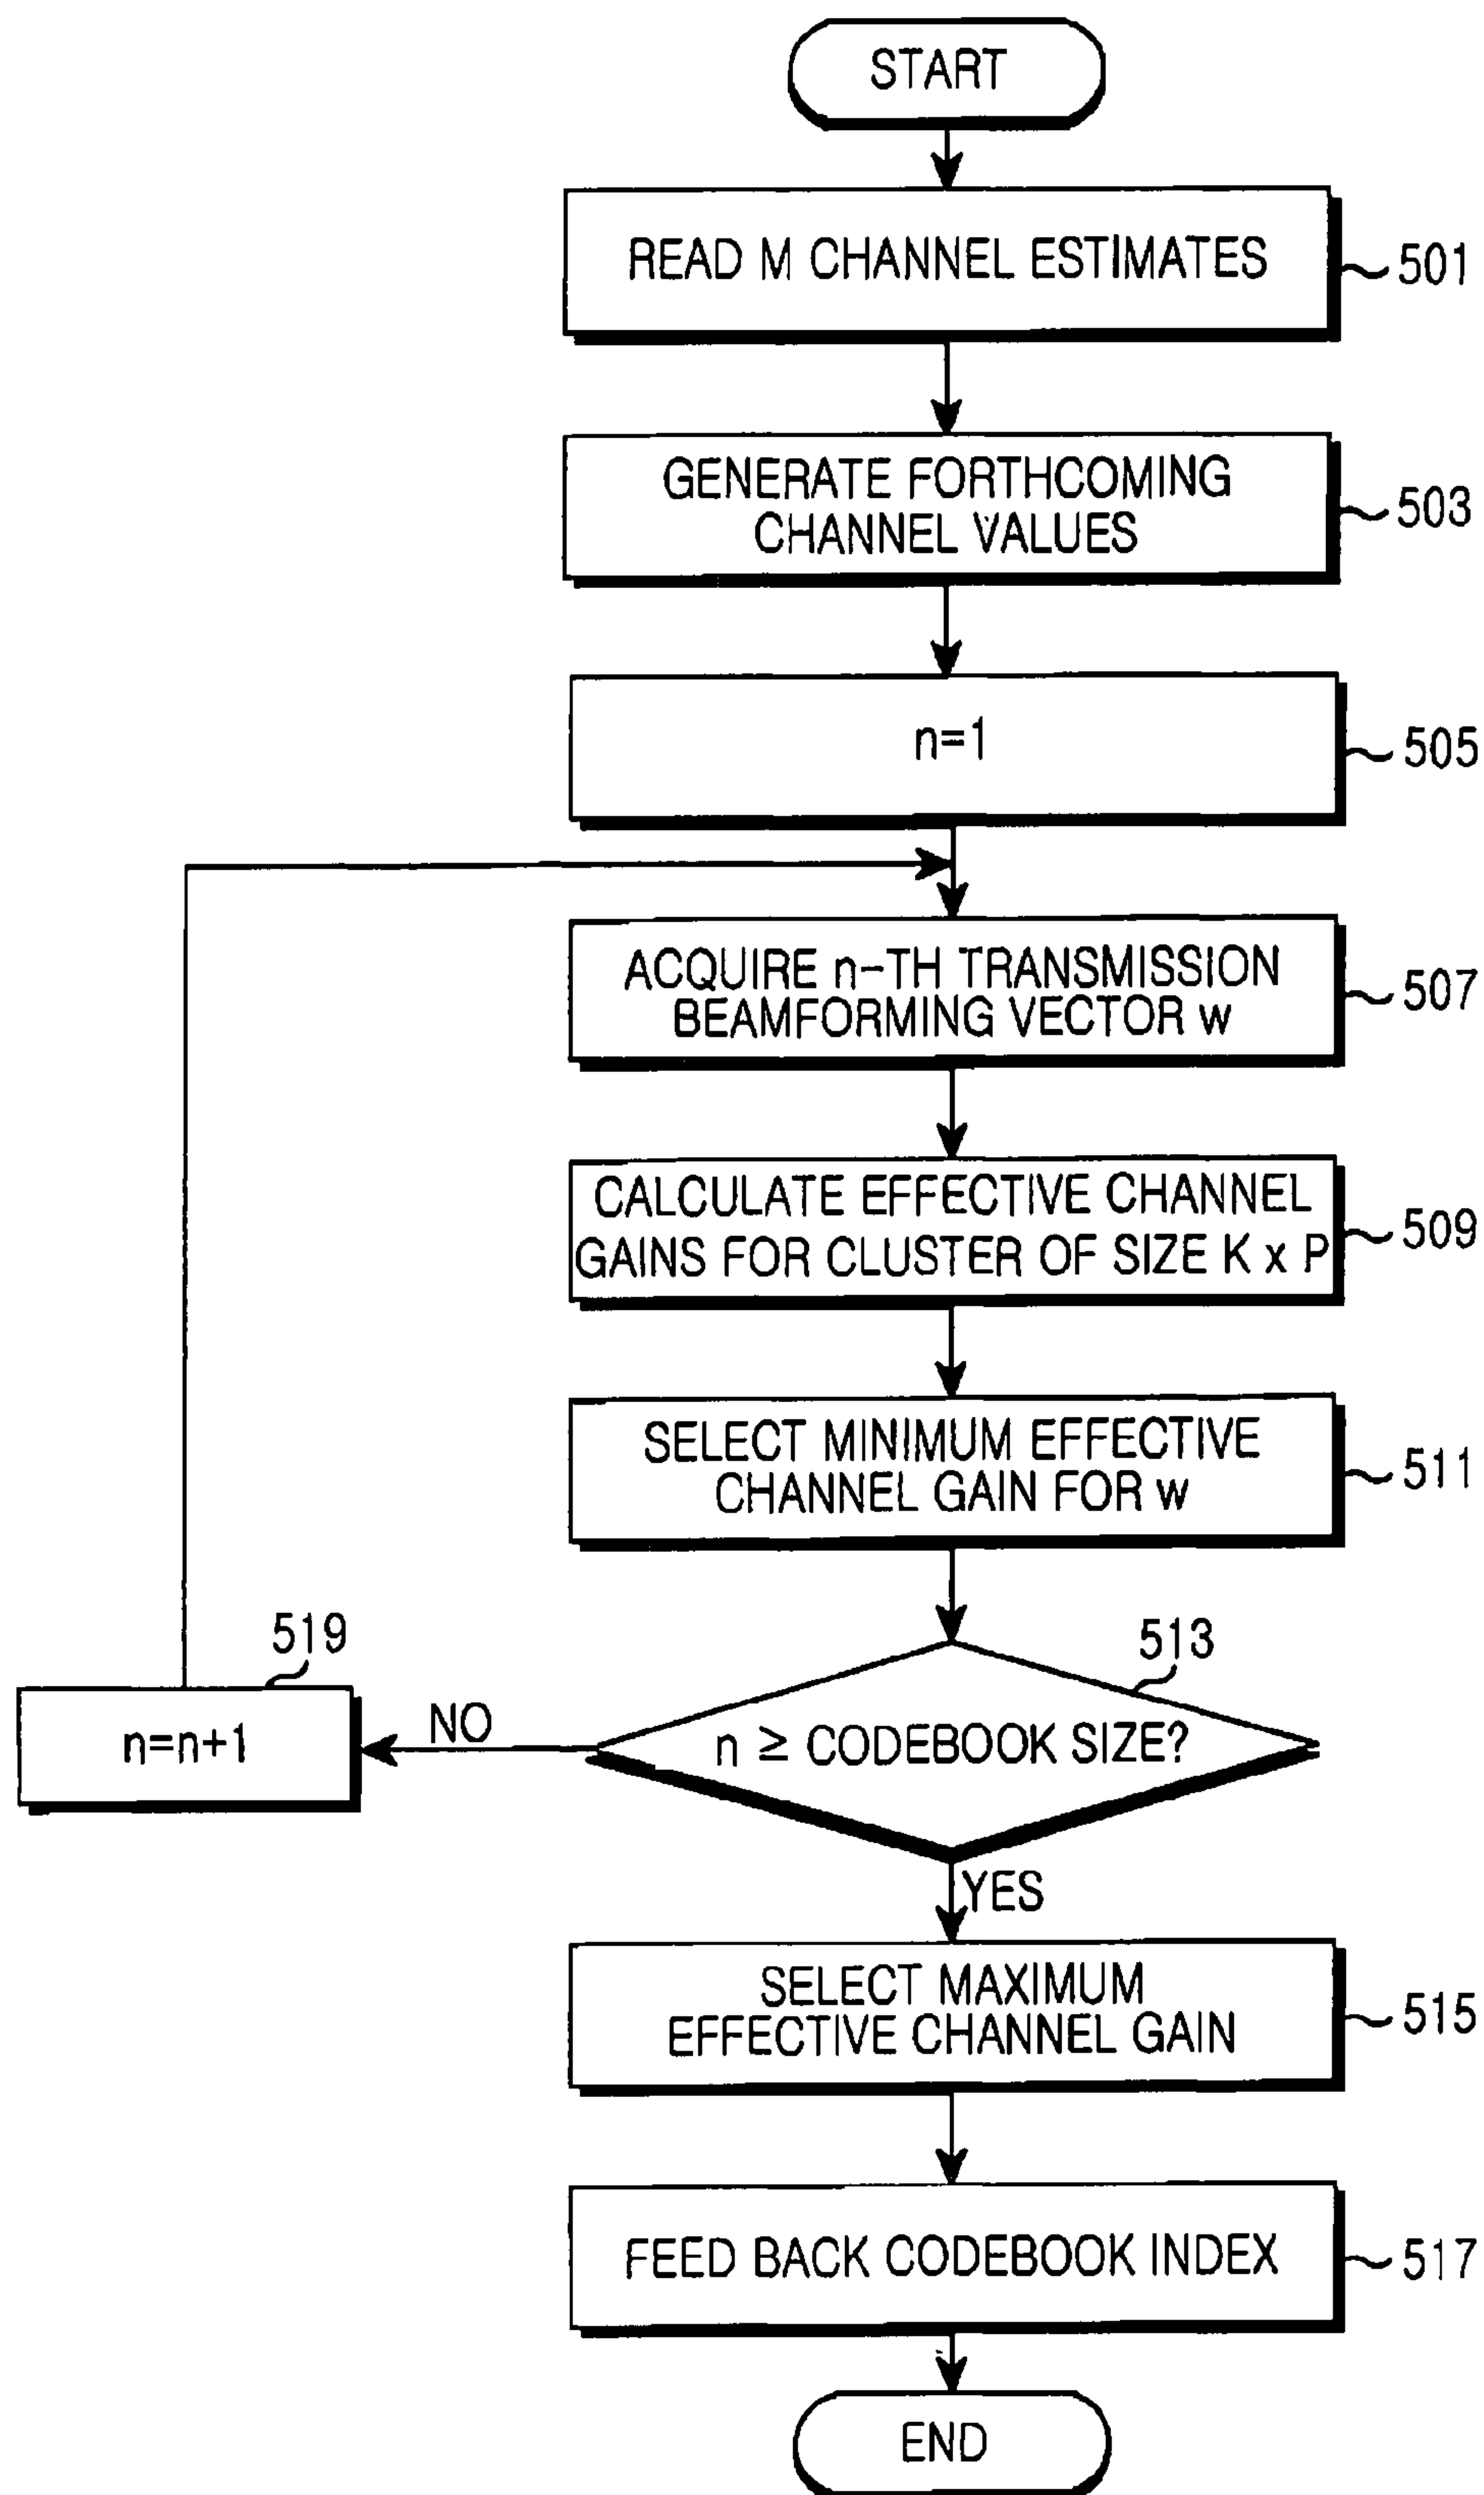 START
READ M CHANNEL ESTIMATES
501
GENERATE FORTHCOMING
CHANNEL VALUES
503
n=1
505
ACQUIRE n-TH TRANSMISSION
BEAMFORMING VECTOR w
507
CALCULATE EFFECTIVE CHANNEL
GAINS FOR CLUSTER OF SIZE K x P
509
SELECT MINIMUM EFFECTIVE
CHANNEL GAIN FOR w
511
513
n ≥ CODEBOOK SIZE?
NO
519
n=n+1
YES
SELECT MAXIMUM
EFFECTIVE CHANNEL GAIN
515
FEED BACK CODEBOOK INDEX
517
END